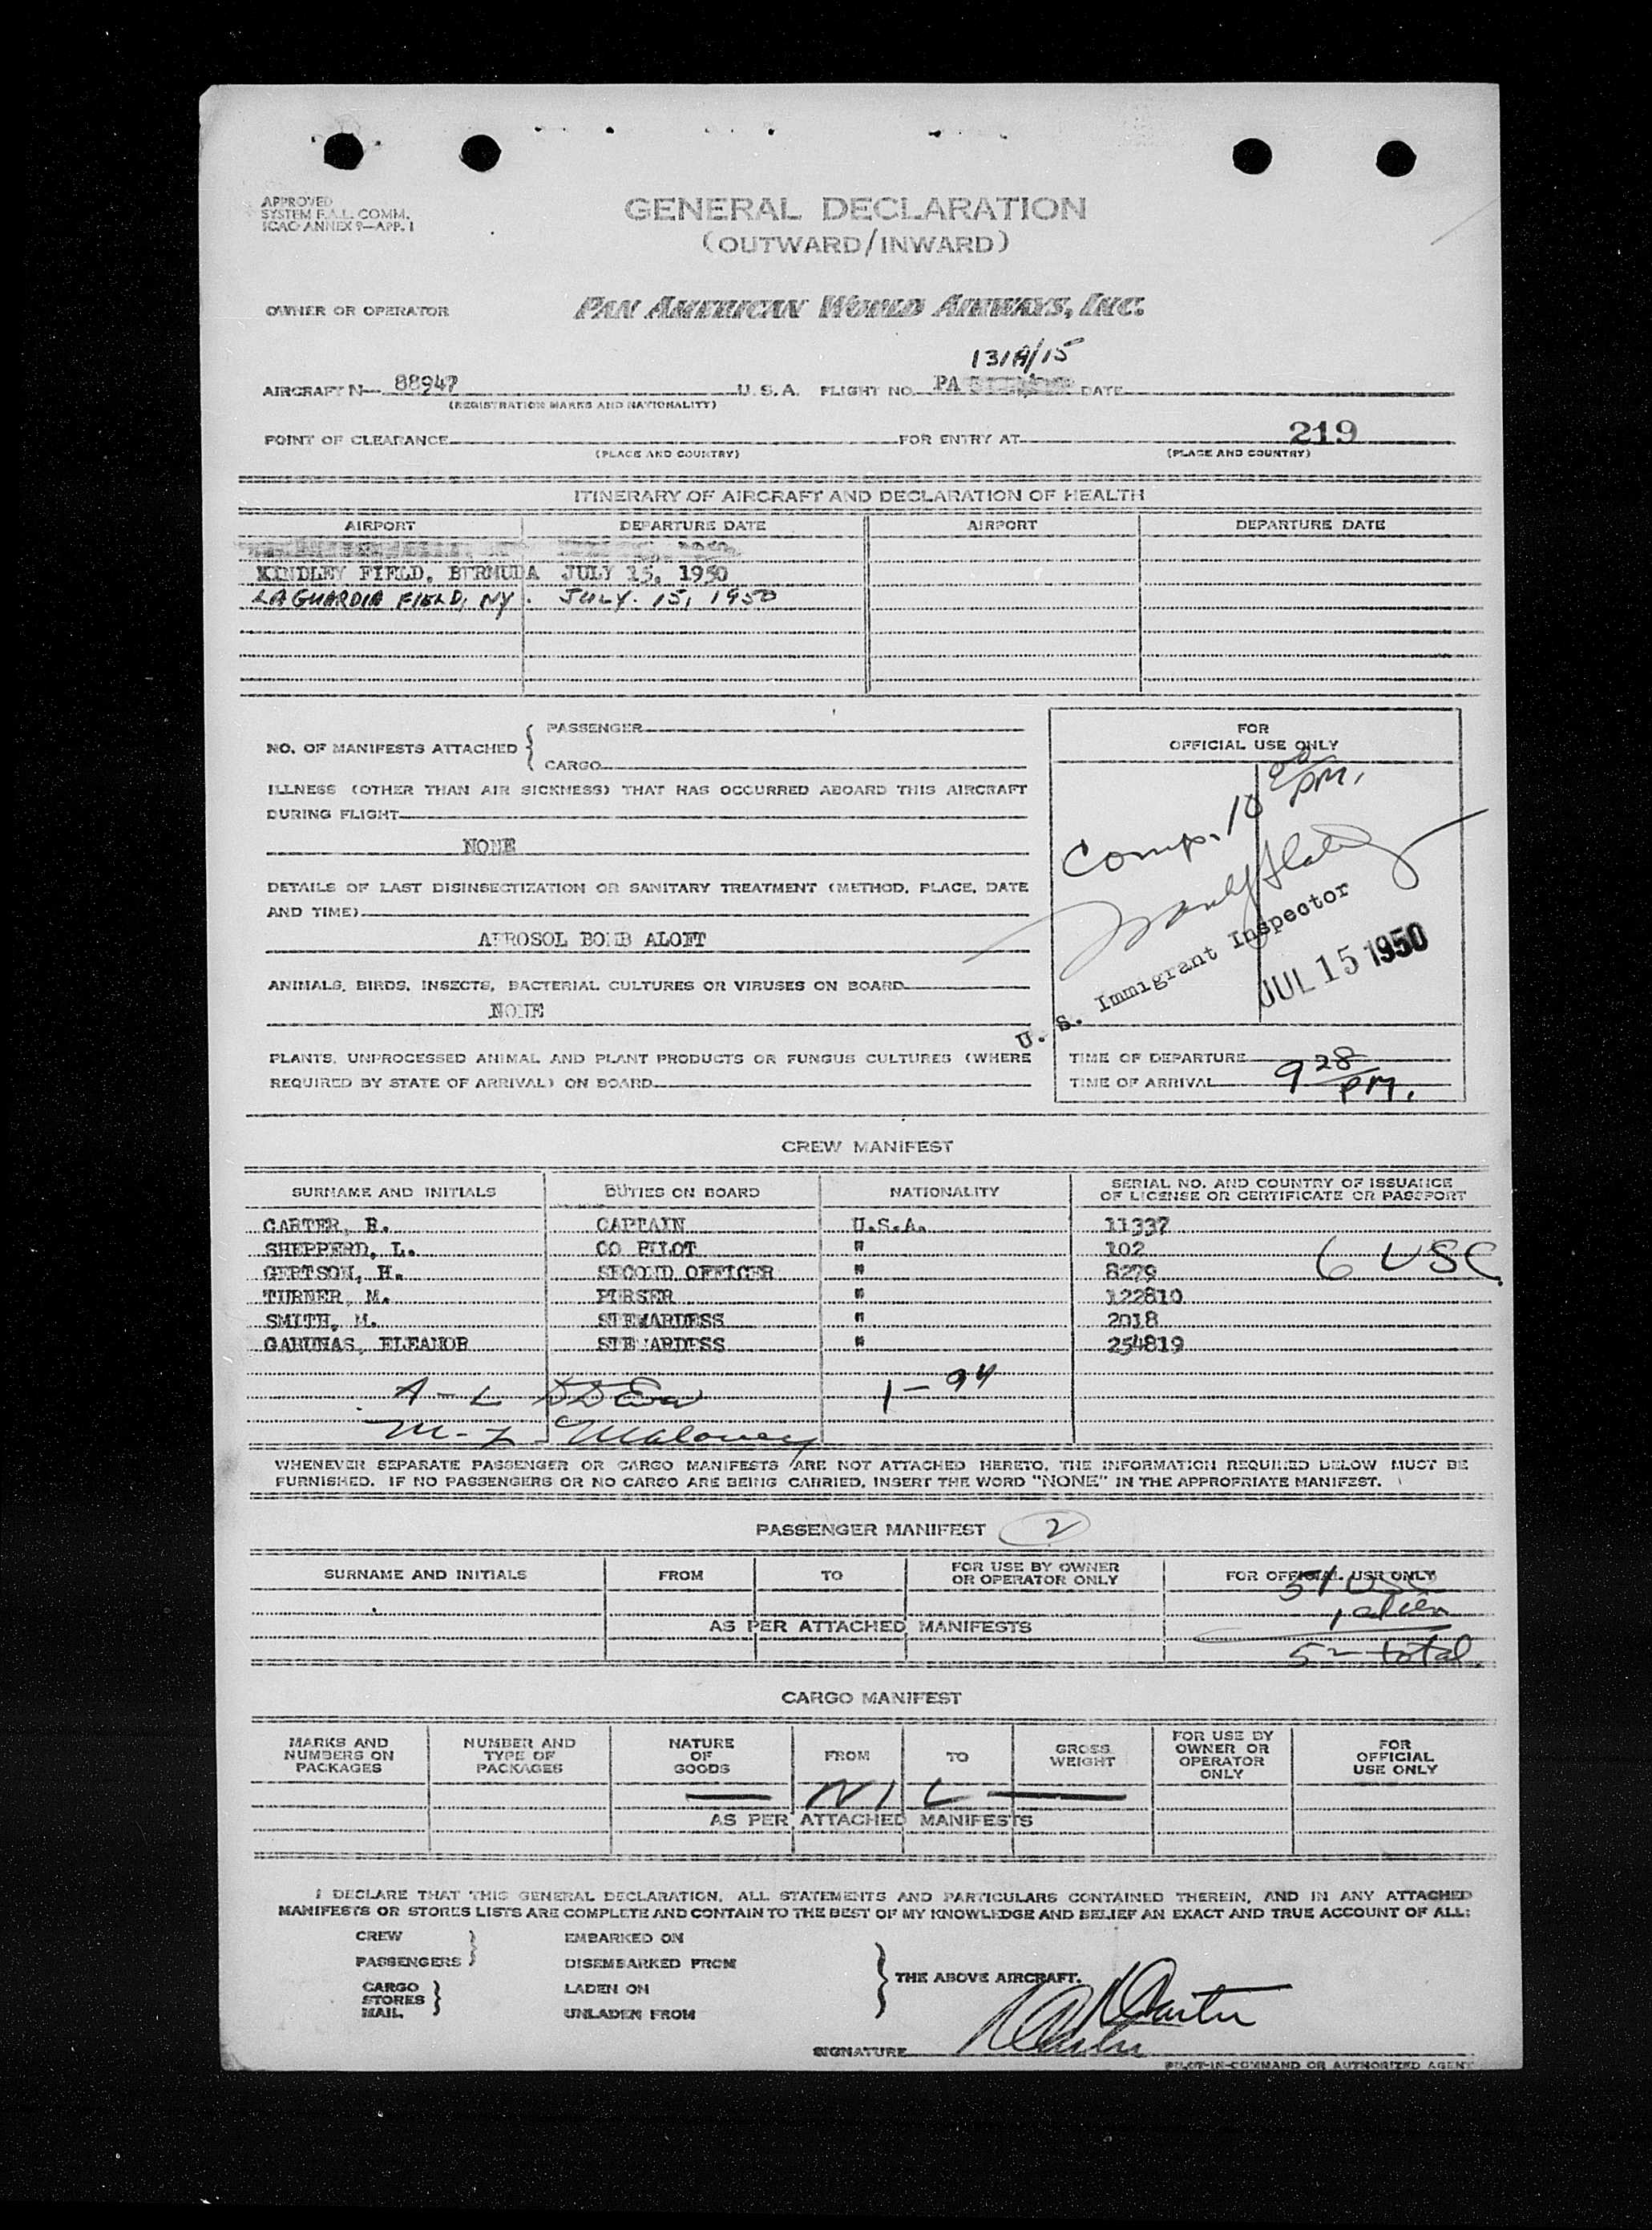 APPROVED
SYSTEM F.A.L. COMM.
ICAO ANNEX 9—APP. 1
GENERAL DECLARATION
(OUTWARD/INWARD)
OWNER OR OPERATOR PAN AMERICAN WORLD AIRWAYS, INC.
131A/15
AIRCRAFT N— 88947 U. S. A. FLIGHT NO. PA DATE
(REGISTRATION MARKS AND NATIONALITY)
POINT OF CLEARANCE FOR ENTRY AT 219
(PLACE AND COUNTRY) (PLACE AND COUNTRY)
ITINERARY OF AIRCRAFT AND DECLARATION OF HEALTH
AIRPORT DEPARTURE DATE AIRPORT DEPARTURE DATE
KINDLEY FIELD, BERMUDA JULY 15, 1950
LA GUARDIA FIELD, NY. JULY. 15, 1950
NO. OF MANIFESTS ATTACHED { PASSENGER
CARGO
ILLNESS (OTHER THAN AIR SICKNESS) THAT HAS OCCURRED ABOARD THIS AIRCRAFT
DURING FLIGHT
NONE
DETAILS OF LAST DISINSECTIZATION OR SANITARY TREATMENT (METHOD, PLACE, DATE
AND TIME)
AEROSOL BOMB ALOFT
ANIMALS, BIRDS, INSECTS, BACTERIAL CULTURES OR VIRUSES ON BOARD
NONE
PLANTS, UNPROCESSED ANIMAL AND PLANT PRODUCTS OR FUNGUS CULTURES (WHERE
REQUIRED BY STATE OF ARRIVAL) ON BOARD
FOR
OFFICIAL USE ONLY
Comp. 10 00 PM.
U. S. Immigrant Inspector
JUL 15 1950
TIME OF DEPARTURE
TIME OF ARRIVAL 9 28 PM.
CREW MANIFEST
SURNAME AND INITIALS DUTIES ON BOARD NATIONALITY SERIAL NO. AND COUNTRY OF ISSUANCE OF LICENSE OR CERTIFICATE OR PASSPORT
CARTER, R. CAPTAIN U.S.A. 11337
SHEPPERD, L. CO PILOT " 102 6 USC
GERTSON, H. SECOND OFFICER " 8279
TURNER, M. PURSER " 122810
SMITH, M. STEWARDESS " 2018
GARUNAS, ELEANOR STEWARDESS " 254819
A-L 1-94
M-Z Maloney
WHENEVER SEPARATE PASSENGER OR CARGO MANIFESTS ARE NOT ATTACHED HERETO, THE INFORMATION REQUIRED BELOW MUST BE
FURNISHED. IF NO PASSENGERS OR NO CARGO ARE BEING CARRIED, INSERT THE WORD "NONE" IN THE APPROPRIATE MANIFEST.
PASSENGER MANIFEST 2
SURNAME AND INITIALS FROM TO FOR USE BY OWNER OR OPERATOR ONLY FOR OFFICIAL USE ONLY
51 USC
1 alien
AS PER ATTACHED MANIFESTS
52 total
CARGO MANIFEST
MARKS AND NUMBERS ON PACKAGES NUMBER AND TYPE OF PACKAGES NATURE OF GOODS FROM TO GROSS WEIGHT FOR USE BY OWNER OR OPERATOR ONLY FOR OFFICIAL USE ONLY
— NIL —
AS PER ATTACHED MANIFESTS
I DECLARE THAT THIS GENERAL DECLARATION, ALL STATEMENTS AND PARTICULARS CONTAINED THEREIN, AND IN ANY ATTACHED
MANIFESTS OR STORES LISTS ARE COMPLETE AND CONTAIN TO THE BEST OF MY KNOWLEDGE AND BELIEF AN EXACT AND TRUE ACCOUNT OF ALL:
CREW EMBARKED ON
PASSENGERS DISEMBARKED FROM
THE ABOVE AIRCRAFT.
CARGO LADEN ON
STORES
MAIL UNLADEN FROM
SIGNATURE R Carter
PILOT-IN-COMMAND OR AUTHORIZED AGENT